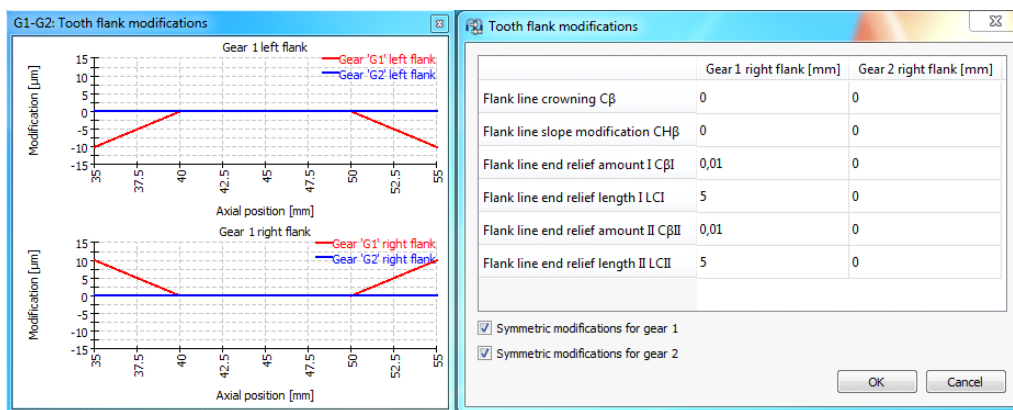 G1-G2: Tooth flank modifications
Gear 1 left flank
Gear 'G1' left flank
Gear 'G2' left flank
Modification [µm]
15
10
5
0
-5
-10
-15
35
37.5
40
42.5
45
47.5
50
52.5
55
Axial position [mm]
Gear 1 right flank
Gear 'G1' right flank
Gear 'G2' right flank
Modification [µm]
15
10
5
0
-5
-10
-15
35
37.5
40
42.5
45
47.5
50
52.5
55
Axial position [mm]
Tooth flank modifications
Gear 1 right flank [mm] Gear 2 right flank [mm]
Flank line crowning Cβ 0 0
Flank line slope modification CHβ 0 0
Flank line end relief amount I CβI 0,01 0
Flank line end relief length I LCI 5 0
Flank line end relief amount II CβII 0,01 0
Flank line end relief length II LCII 5 0
Symmetric modifications for gear 1
Symmetric modifications for gear 2
OK Cancel